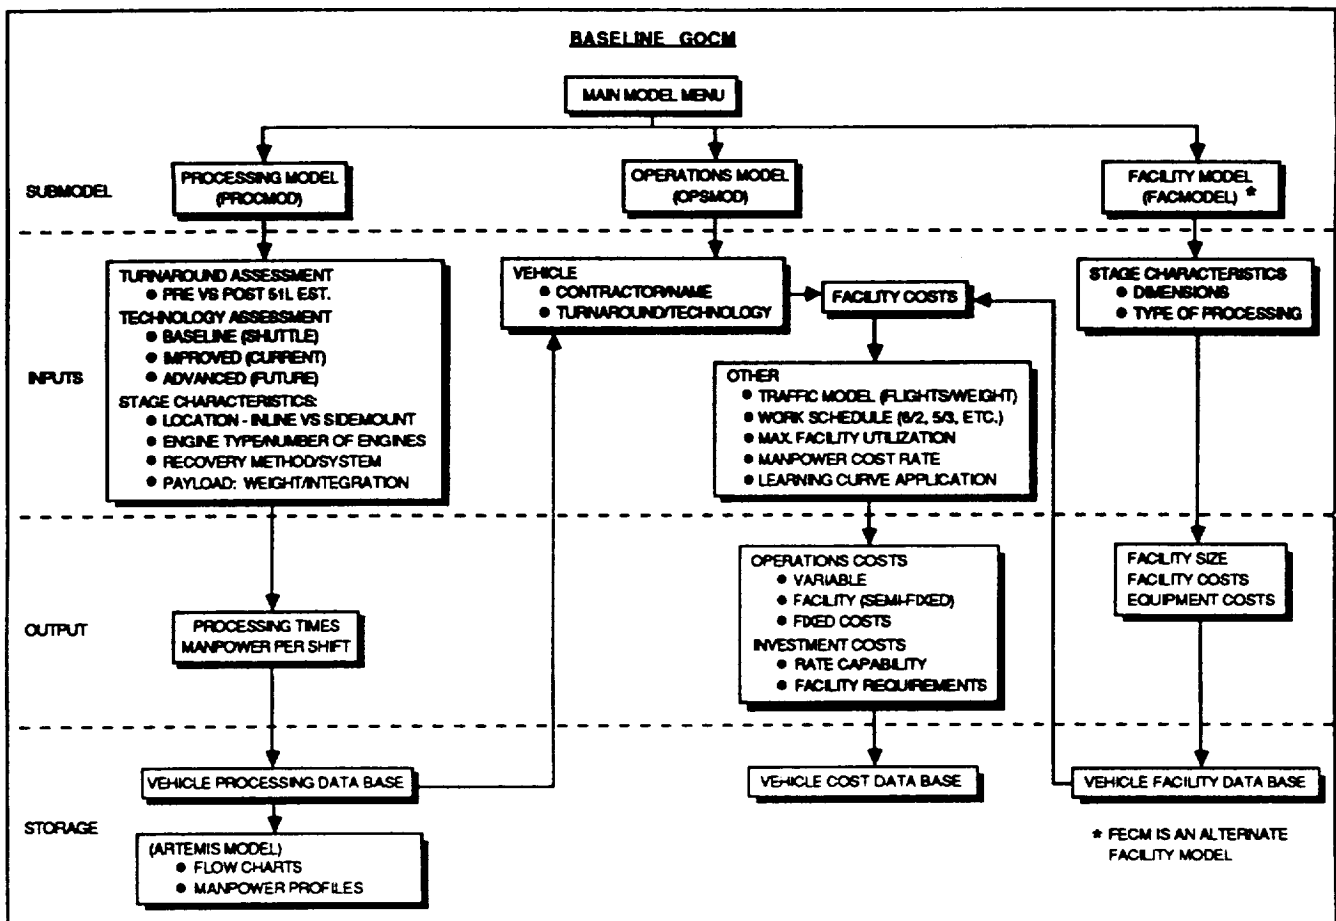 BASELINE GOCM
MAIN MODEL MENU
SUBMODEL
PROCESSING MODEL
(PROCMOD)
OPERATIONS MODEL
(OPSMOD)
FACILITY MODEL
(FACMODEL) *
INPUTS
TURNAROUND ASSESSMENT
● PRE VS POST 51L EST.
TECHNOLOGY ASSESSMENT
● BASELINE (SHUTTLE)
● IMPROVED (CURRENT)
● ADVANCED (FUTURE)
STAGE CHARACTERISTICS:
● LOCATION - INLINE VS SIDEMOUNT
● ENGINE TYPE/NUMBER OF ENGINES
● RECOVERY METHOD/SYSTEM
● PAYLOAD: WEIGHT/INTEGRATION
VEHICLE
● CONTRACTOR/NAME
● TURNAROUND/TECHNOLOGY
FACILITY COSTS
OTHER
● TRAFFIC MODEL (FLIGHTS/WEIGHT)
● WORK SCHEDULE (6/2, 5/3, ETC.)
● MAX. FACILITY UTILIZATION
● MANPOWER COST RATE
● LEARNING CURVE APPLICATION
STAGE CHARACTERISTICS
● DIMENSIONS
● TYPE OF PROCESSING
OUTPUT
PROCESSING TIMES
MANPOWER PER SHIFT
OPERATIONS COSTS
● VARIABLE
● FACILITY (SEMI-FIXED)
● FIXED COSTS
INVESTMENT COSTS
● RATE CAPABILITY
● FACILITY REQUIREMENTS
FACILITY SIZE
FACILITY COSTS
EQUIPMENT COSTS
STORAGE
VEHICLE PROCESSING DATA BASE
(ARTEMIS MODEL)
● FLOW CHARTS
● MANPOWER PROFILES
VEHICLE COST DATA BASE
VEHICLE FACILITY DATA BASE
* FECM IS AN ALTERNATE
FACILITY MODEL